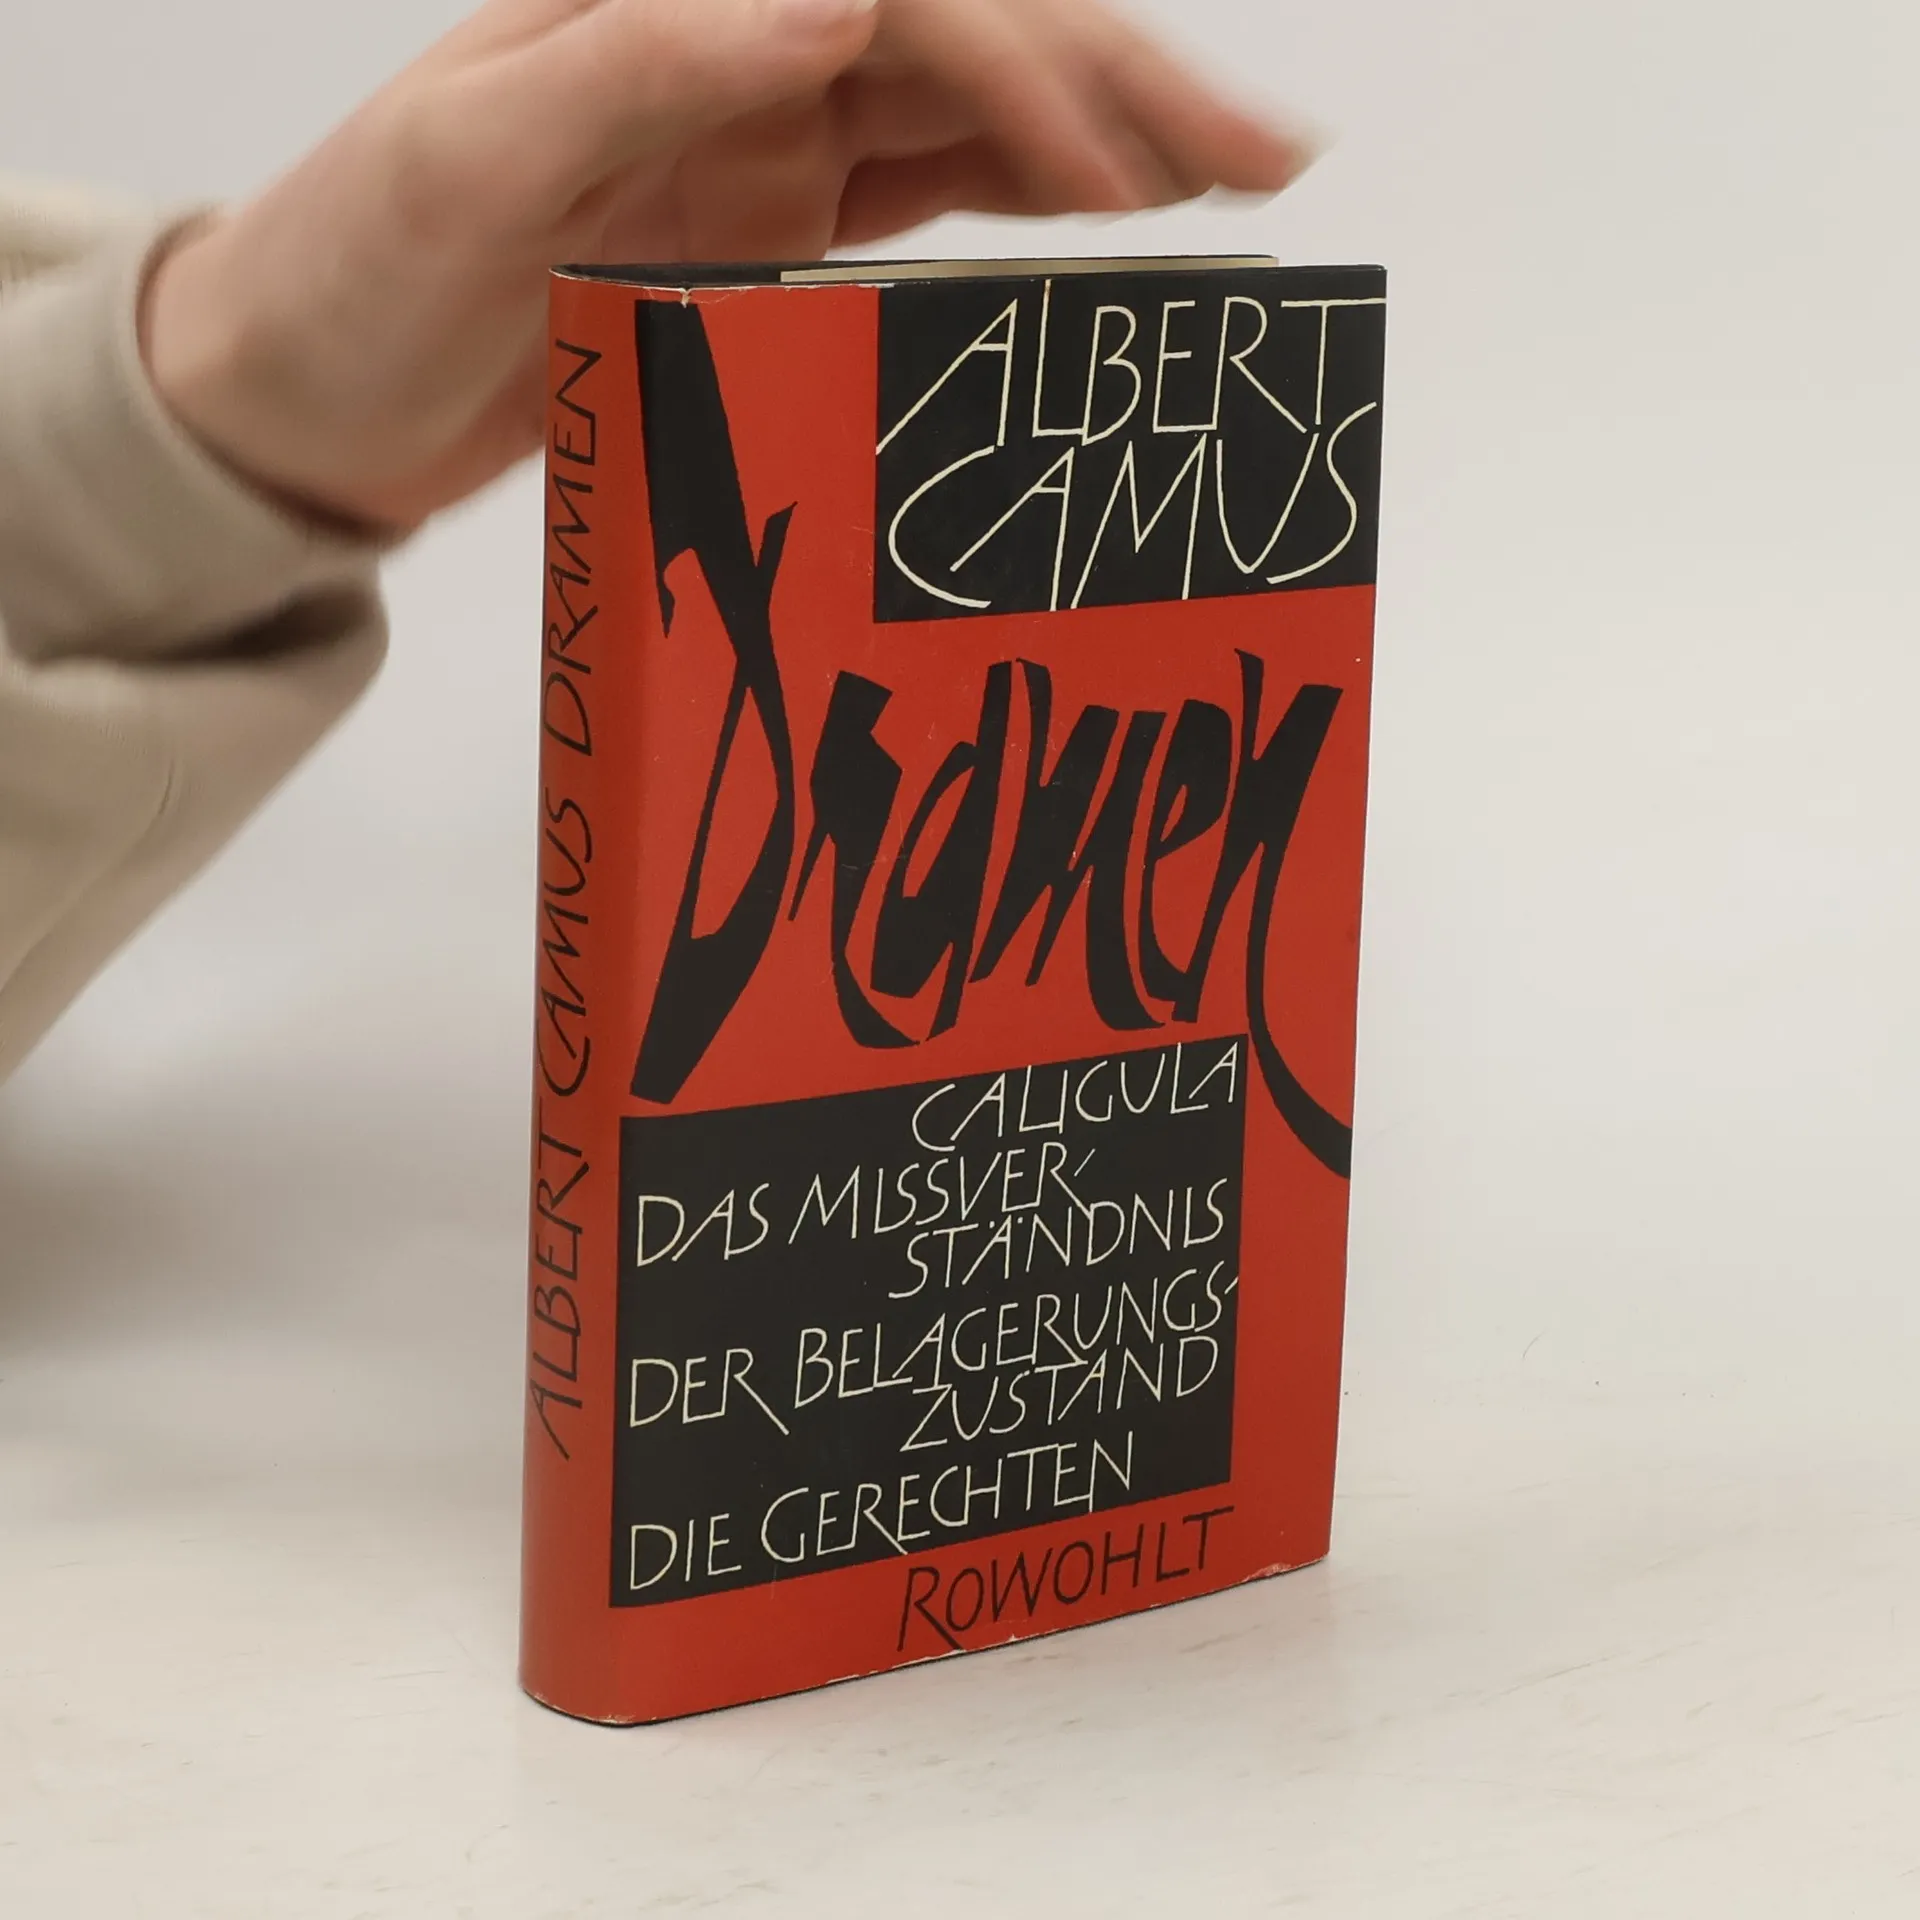 ALBERT CAMUS DRAMEN
ALBERT
CAMUS
Dramen
CALIGULA
DAS MISSVER-
STÄNDNIS
DER BELAGERUNGS-
ZUSTAND
DIE GERECHTEN
ROWOHLT